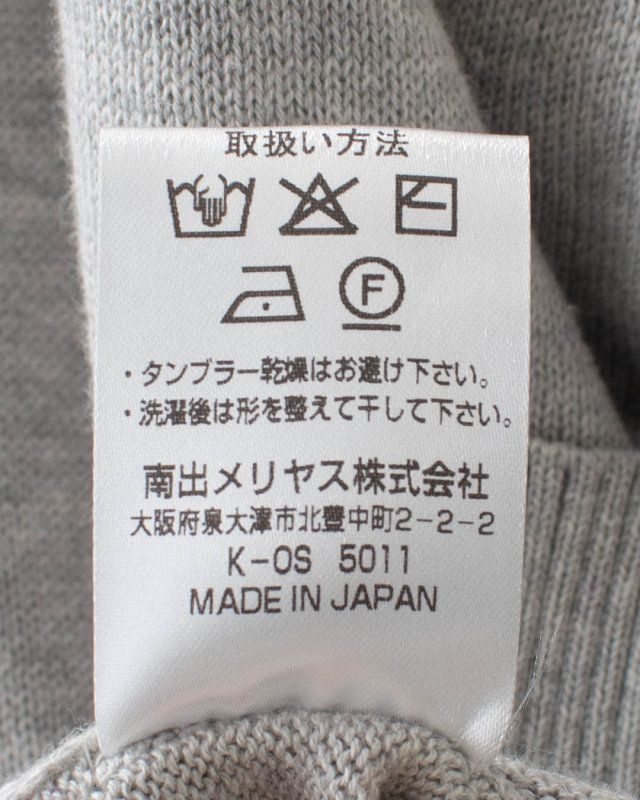 取扱い方法
F
・タンブラー乾燥はお避け下さい。
・洗濯後は形を整えて干して下さい。
南出メリヤス株式会社
大阪府泉大津市北豐中町2-2-2
K-OS 5011
MADE IN JAPAN